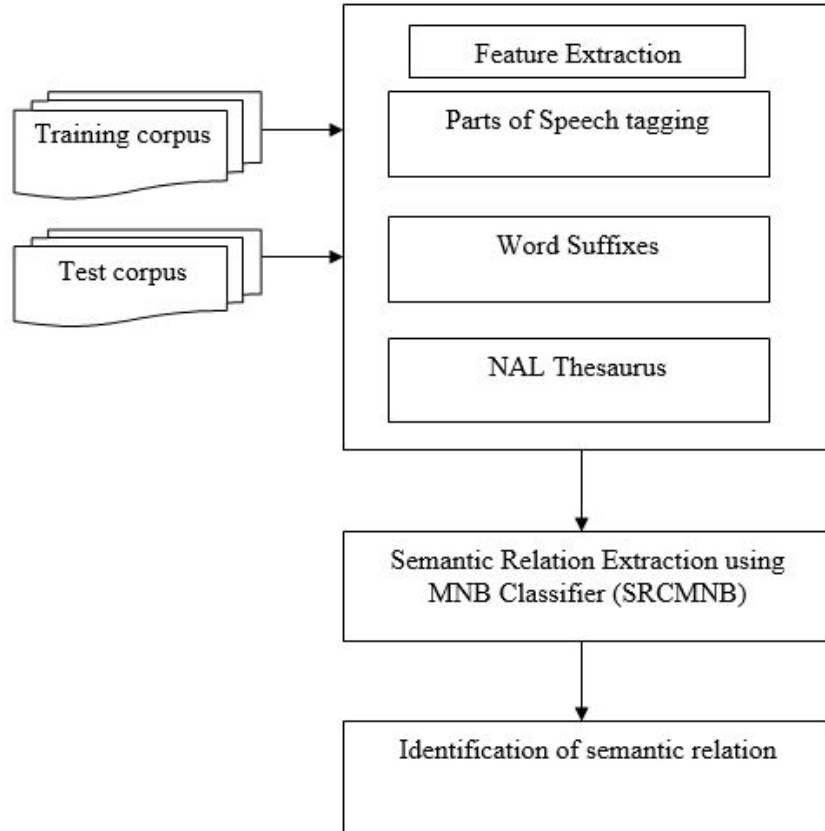 Feature Extraction
Training corpus
Parts of Speech tagging
Test corpus
Word Suffixes
NAL Thesaurus
Semantic Relation Extraction using
MNB Classifier (SRCMNB)
Identification of semantic relation